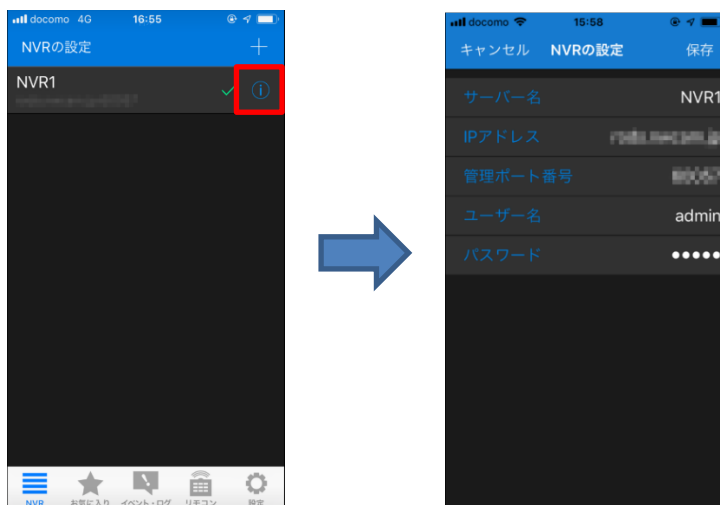 docomo 4G 16:55
NVRの設定
NVR1
NVR お気に入り イベント・ログ リモコン 設定
docomo 15:58
キャンセル NVRの設定 保存
サーバー名 NVR1
IPアドレス
管理ポート番号
ユーザー名 admin
パスワード •••••